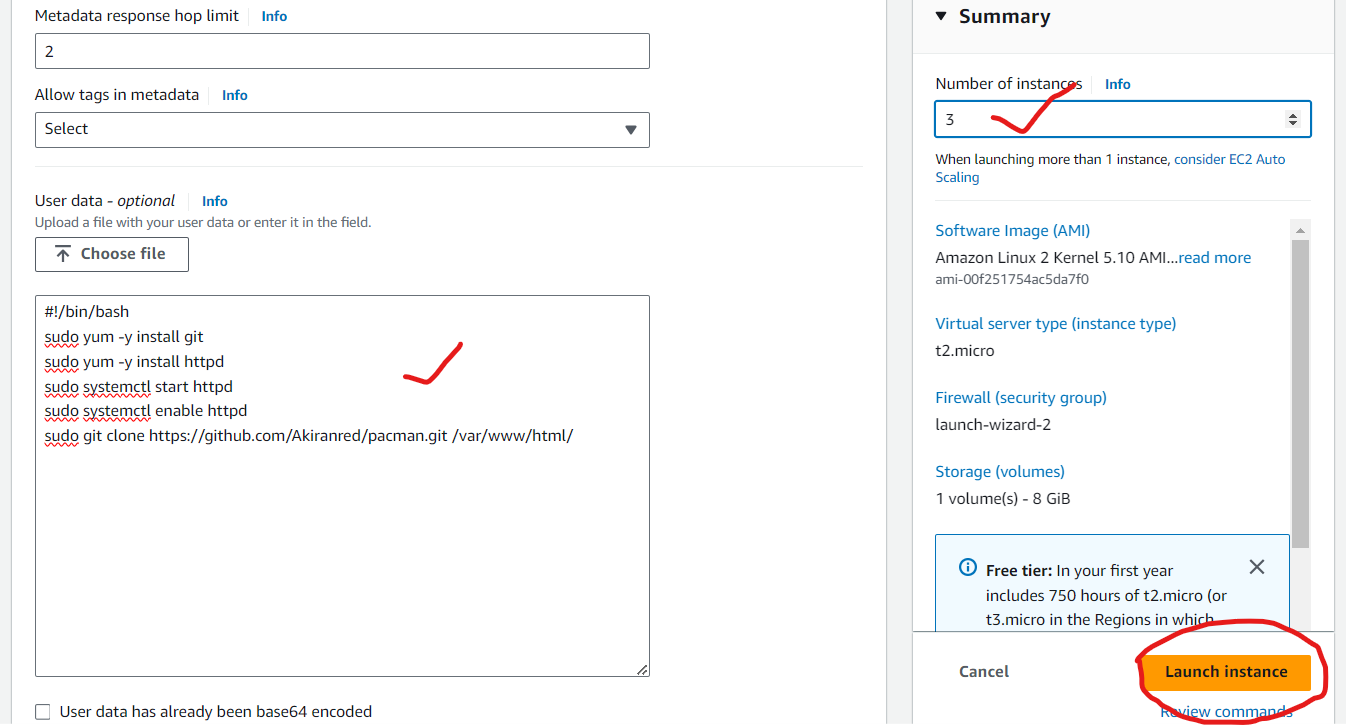 Metadata response hop limit Info
2
Allow tags in metadata Info
Select
User data - optional Info
Upload a file with your user data or enter it in the field.
Choose file
#!/bin/bash
sudo yum -y install git
sudo yum -y install httpd
sudo systemctl start httpd
sudo systemctl enable httpd
sudo git clone https://github.com/Akiranred/pacman.git /var/www/html/
User data has already been base64 encoded
Summary
Number of instances Info
3
When launching more than 1 instance, consider EC2 Auto
Scaling
Software Image (AMI)
Amazon Linux 2 Kernel 5.10 AMI...read more
ami-00f251754ac5da7f0
Virtual server type (instance type)
t2.micro
Firewall (security group)
launch-wizard-2
Storage (volumes)
1 volume(s) - 8 GiB
Free tier: In your first year
includes 750 hours of t2.micro (or
t3.micro in the Regions in which
Cancel
Launch instance
Review commands